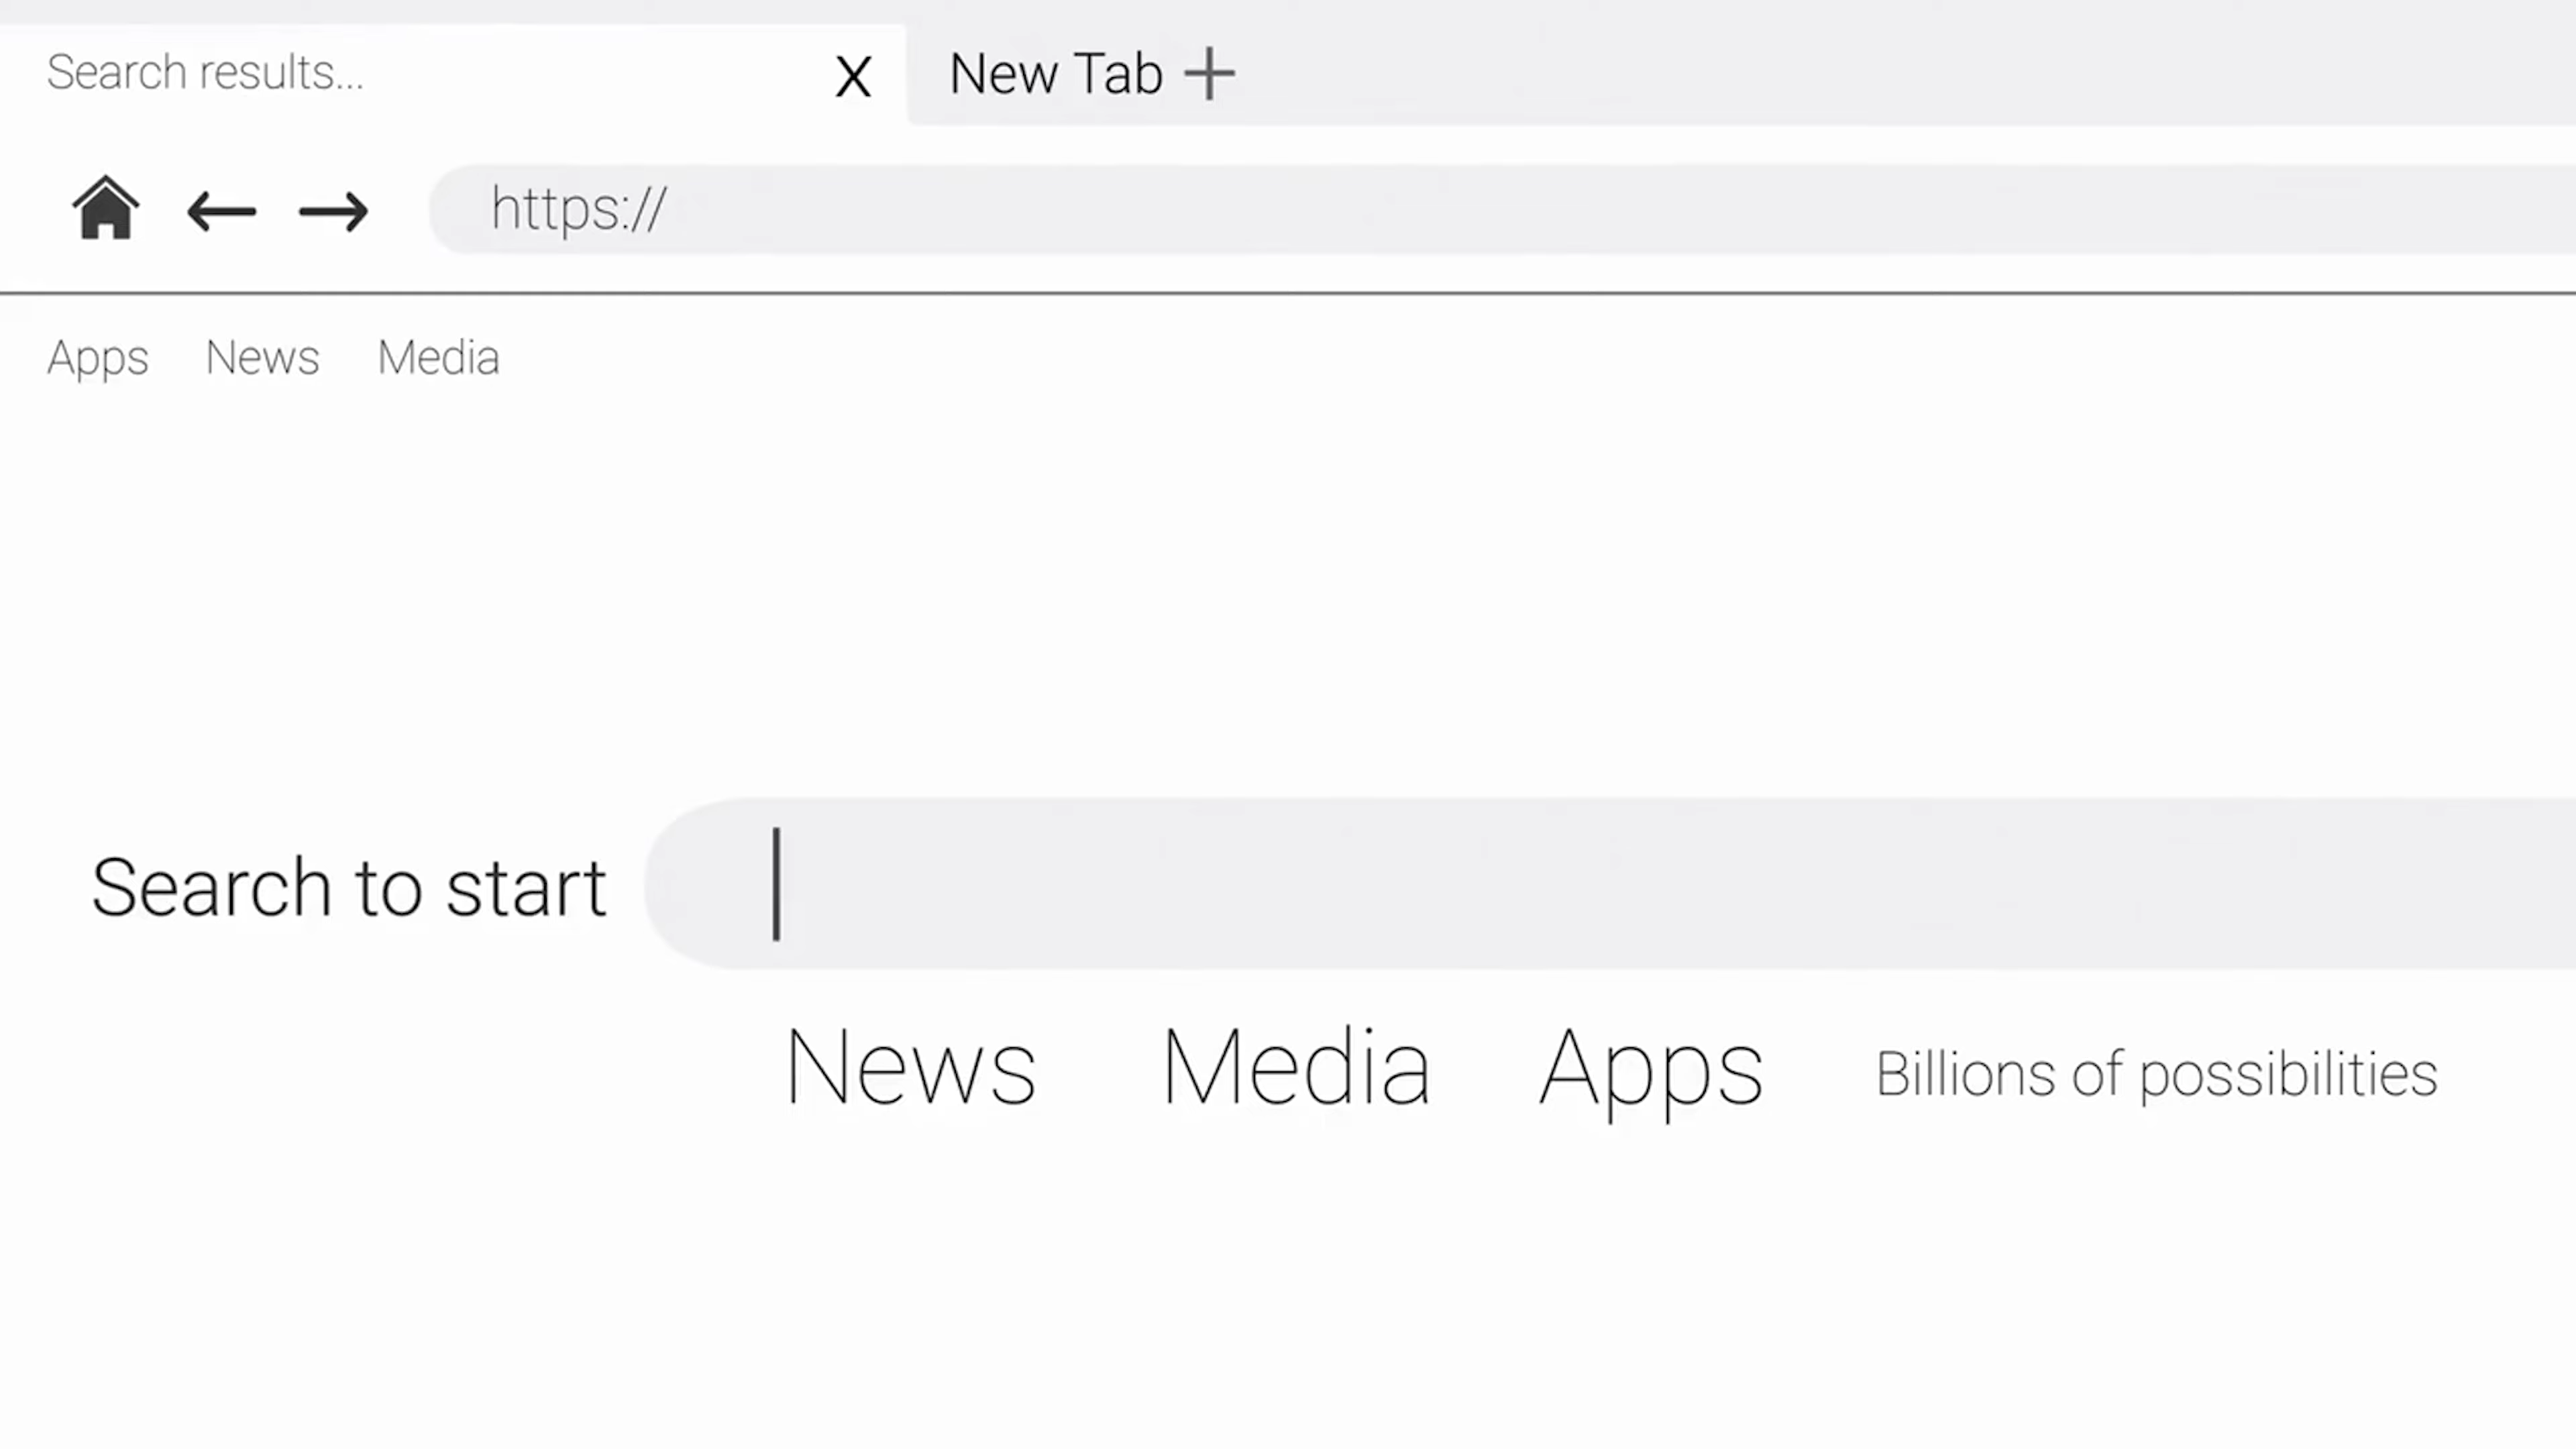 Search results... X New Tab +
https://
Apps News Media
Search to start
News Media Apps Billions of possibilities